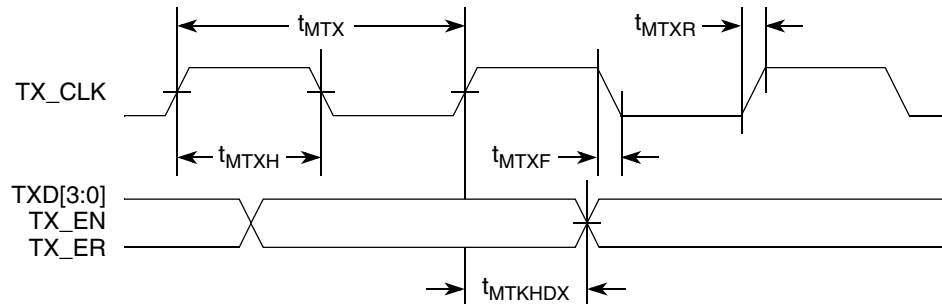 tMTX
tMTXR
TX_CLK
tMTXH
tMTXF
TXD[3:0]
TX_EN
TX_ER
tMTKHDX